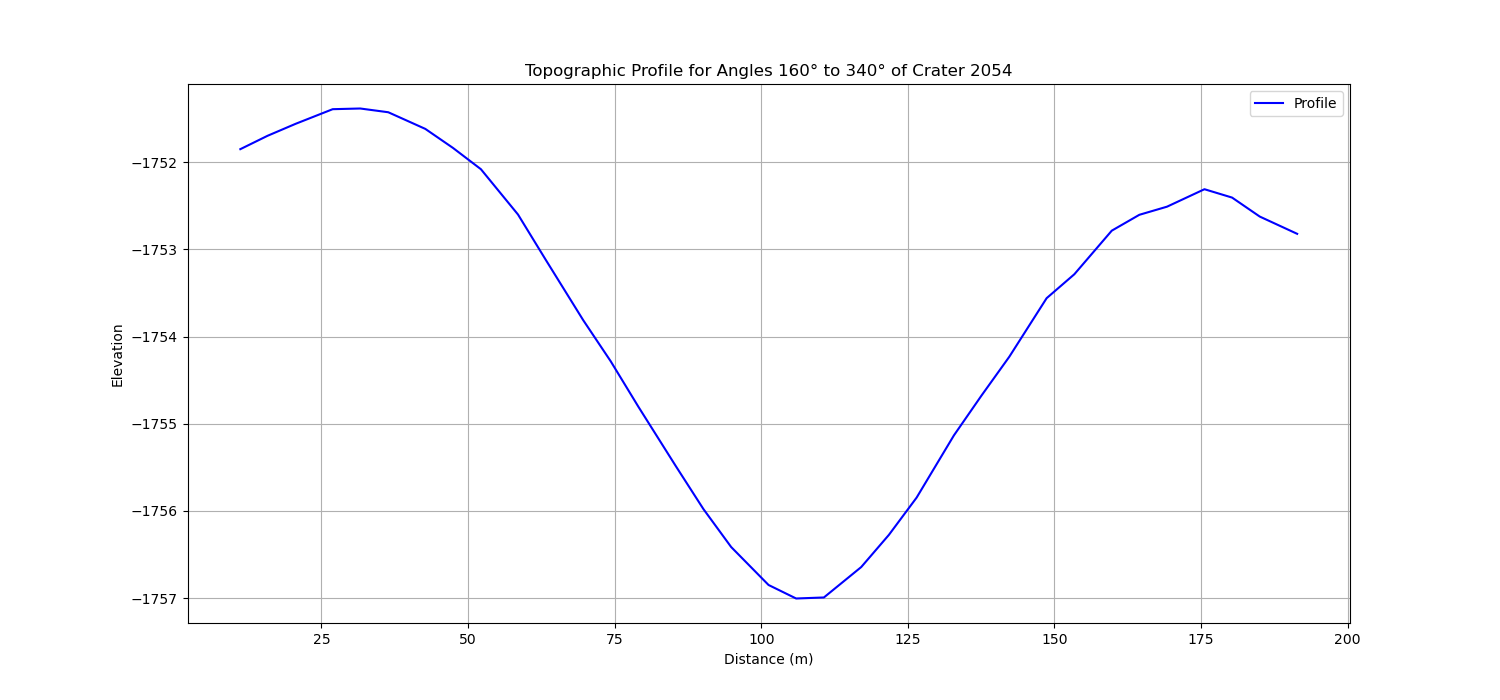 Topographic Profile for Angles 160° to 340° of Crater 2054
Profile
−1752
−1753
−1754
−1755
−1756
−1757
Elevation
25 50 75 100 125 150 175 200
Distance (m)